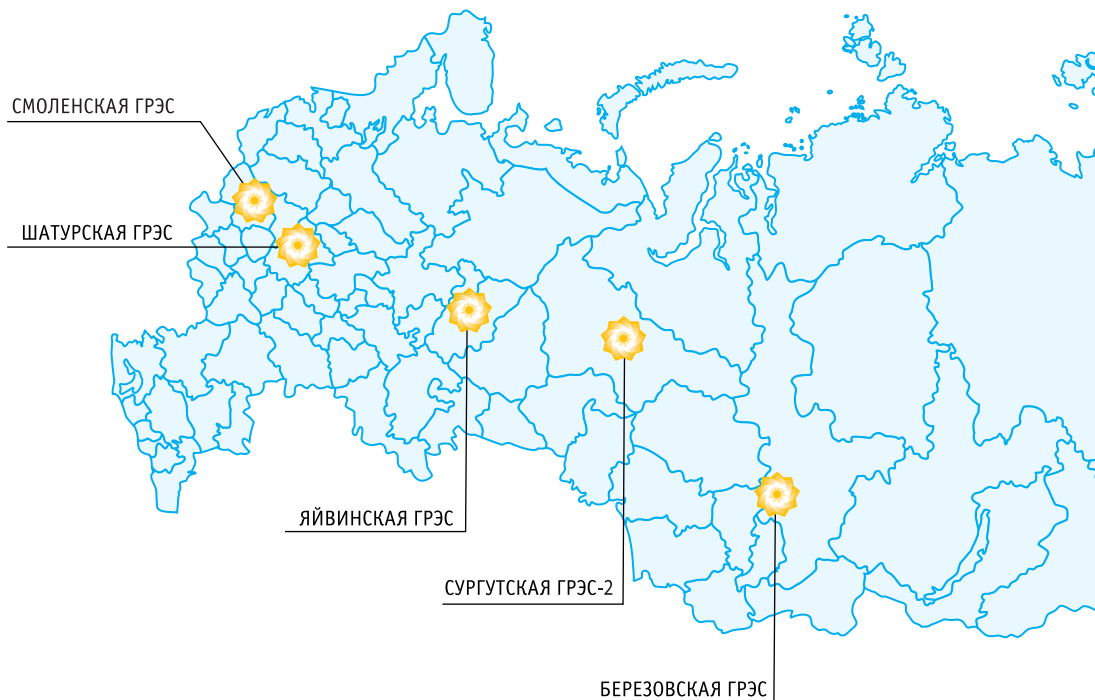 СМОЛЕНСКАЯ ГРЭС
ШАТУРСКАЯ ГРЭС
ЯЙВИНСКАЯ ГРЭС
СУРГУТСКАЯ ГРЭС-2
БЕРЕЗОВСКАЯ ГРЭС